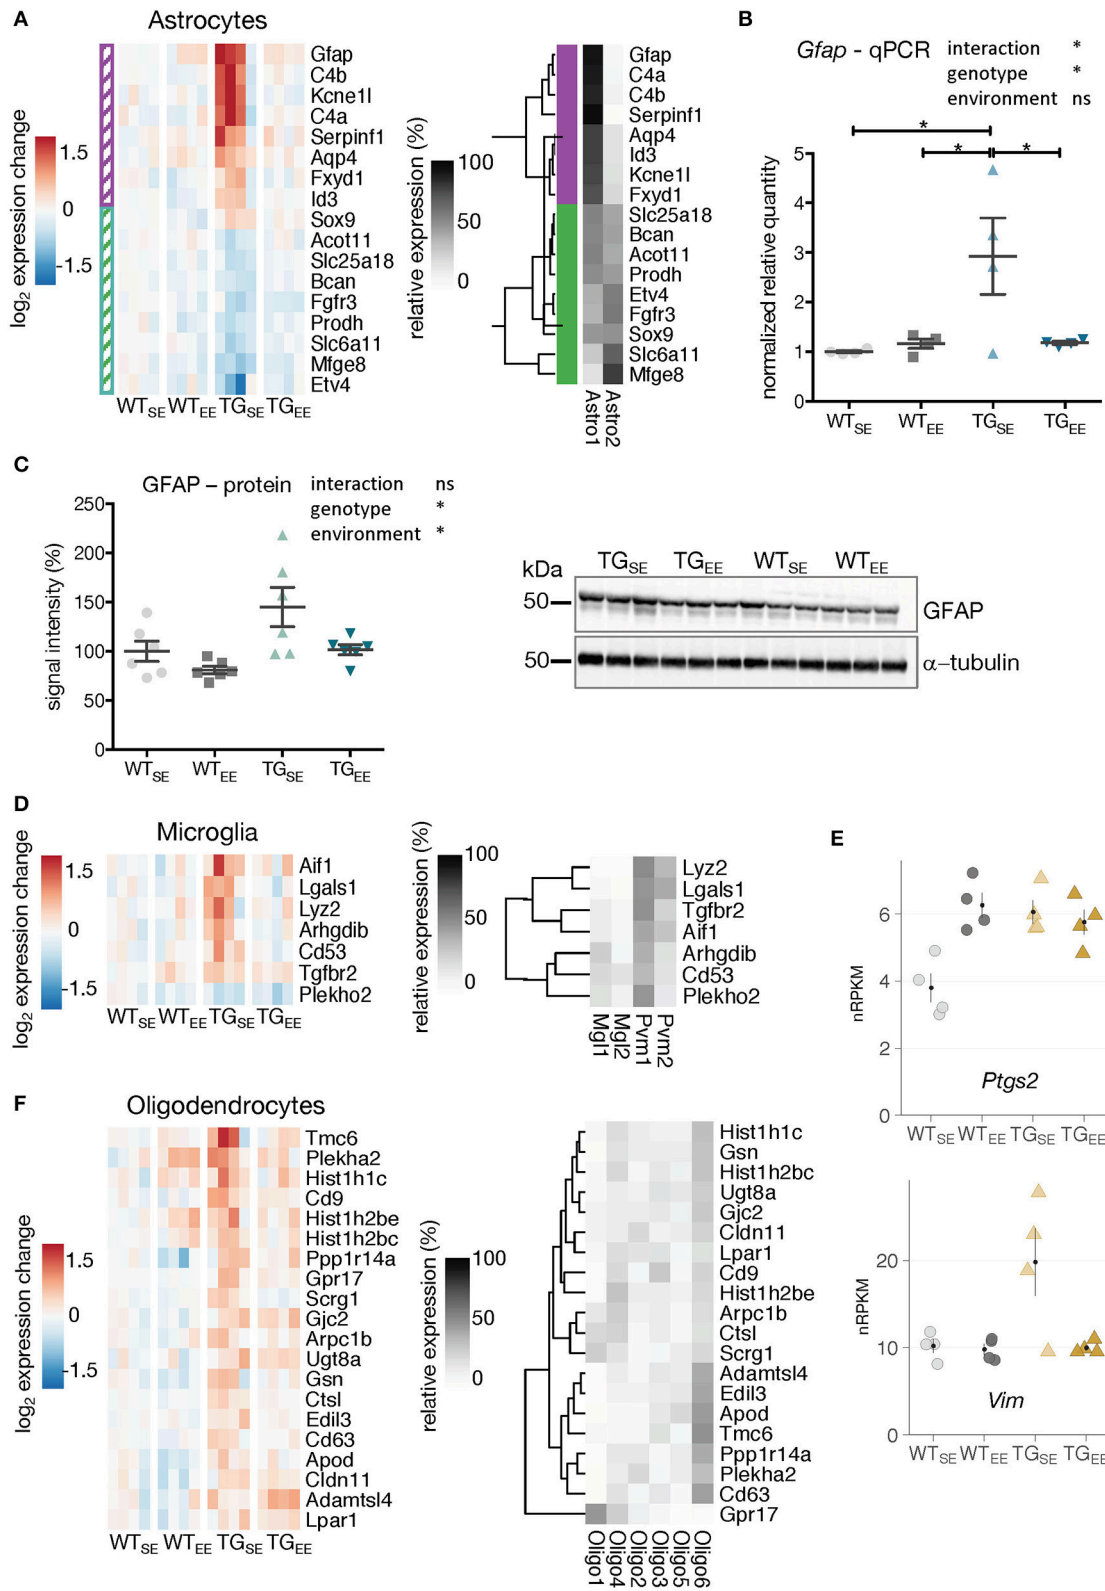 A
Astrocytes
log2 expression change
1.5
0
-1.5
Gfap
C4b
Kcne1l
C4a
Serpinf1
Aqp4
Fxyd1
Id3
Sox9
Acot11
Slc25a18
Bcan
Fgfr3
Prodh
Slc6a11
Mfge8
Etv4
WTSE WTEE TGSE TGEE
relative expression (%)
100
50
0
Gfap
C4a
C4b
Serpinf1
Aqp4
Id3
Kcne1l
Fxyd1
Slc25a18
Bcan
Acot11
Prodh
Etv4
Fgfr3
Sox9
Slc6a11
Mfge8
Astro1
Astro2
B
Gfap - qPCR
interaction *
genotype *
environment ns
*
* *
normalized relative quantity
5
4
3
2
1
0
WTSE WTEE TGSE TGEE
C
GFAP – protein
interaction ns
genotype *
environment *
signal intensity (%)
250
200
150
100
50
0
WTSE WTEE TGSE TGEE
kDa
TGSE TGEE WTSE WTEE
50
GFAP
50
α–tubulin
D
Microglia
log2 expression change
1.5
0
-1.5
Aif1
Lgals1
Lyz2
Arhgdib
Cd53
Tgfbr2
Plekho2
WTSE WTEE TGSE TGEE
relative expression (%)
100
50
0
Lyz2
Lgals1
Tgfbr2
Aif1
Arhgdib
Cd53
Plekho2
Mgl1
Mgl2
Pvm1
Pvm2
E
nRPKM
6
4
2
0
Ptgs2
WTSE WTEE TGSE TGEE
nRPKM
20
10
0
Vim
WTSE WTEE TGSE TGEE
F
Oligodendrocytes
log2 expression change
1.5
0
-1.5
Tmc6
Plekha2
Hist1h1c
Cd9
Hist1h2be
Hist1h2bc
Ppp1r14a
Gpr17
Scrg1
Gjc2
Arpc1b
Ugt8a
Gsn
Ctsl
Edil3
Cd63
Apod
Cldn11
Adamtsl4
Lpar1
WTSE WTEE TGSE TGEE
relative expression (%)
100
50
0
Hist1h1c
Gsn
Hist1h2bc
Ugt8a
Gjc2
Cldn11
Lpar1
Cd9
Hist1h2be
Arpc1b
Ctsl
Scrg1
Adamtsl4
Edil3
Apod
Tmc6
Ppp1r14a
Plekha2
Cd63
Gpr17
Oligo1
Oligo4
Oligo2
Oligo3
Oligo5
Oligo6